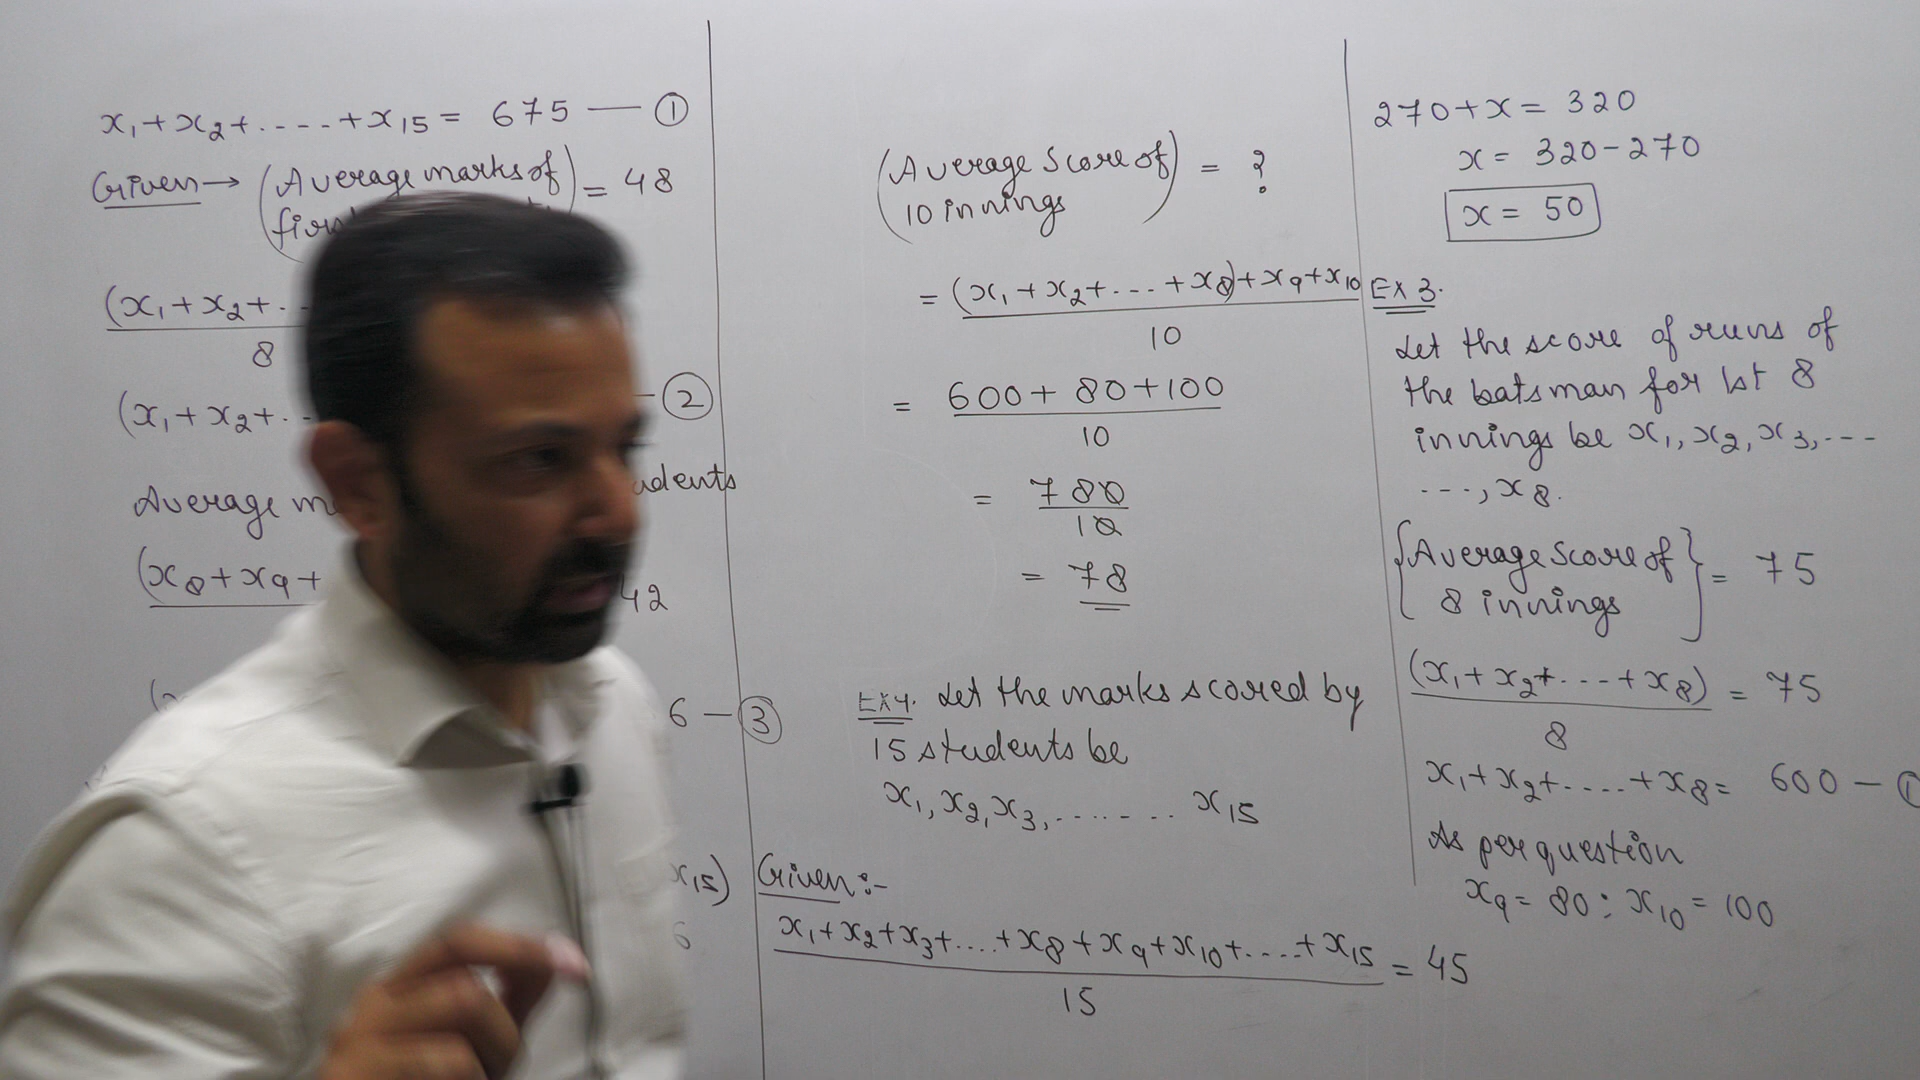 x₁+x₂+.----+x₁₅ = 675 — ①
Given→ (Average marks of) = 48
(x₁+x₂+..
8
(x₁+x₂+..
— ②
Average
udents
(x₈+x₉+
42
6 — ③
x₁₅)
6
(Average Score of) = ?
10 innings
= (x₁+x₂+.--.+x₈)+x₉+x₁₀
10
= 600+80+100
10
= 780
10
= 78
Ex4. Let the marks scored by
15 students be
x₁,x₂,x₃,....... x₁₅
Given:-
x₁+x₂+x₃+....+x₈+x₉+x₁₀+....+x₁₅ = 45
15
270+x = 320
x = 320-270
x = 50
Ex 3.
Let the score of runs of
the batsman for 1st 8
innings be x₁,x₂,x₃,---
---,x₈.
{Average Score of} = 75
8 innings
(x₁+x₂+.--.+x₈) = 75
8
x₁+x₂+.....+x₈= 600 — ①
As per question
x₉ = 80 : x₁₀ = 100